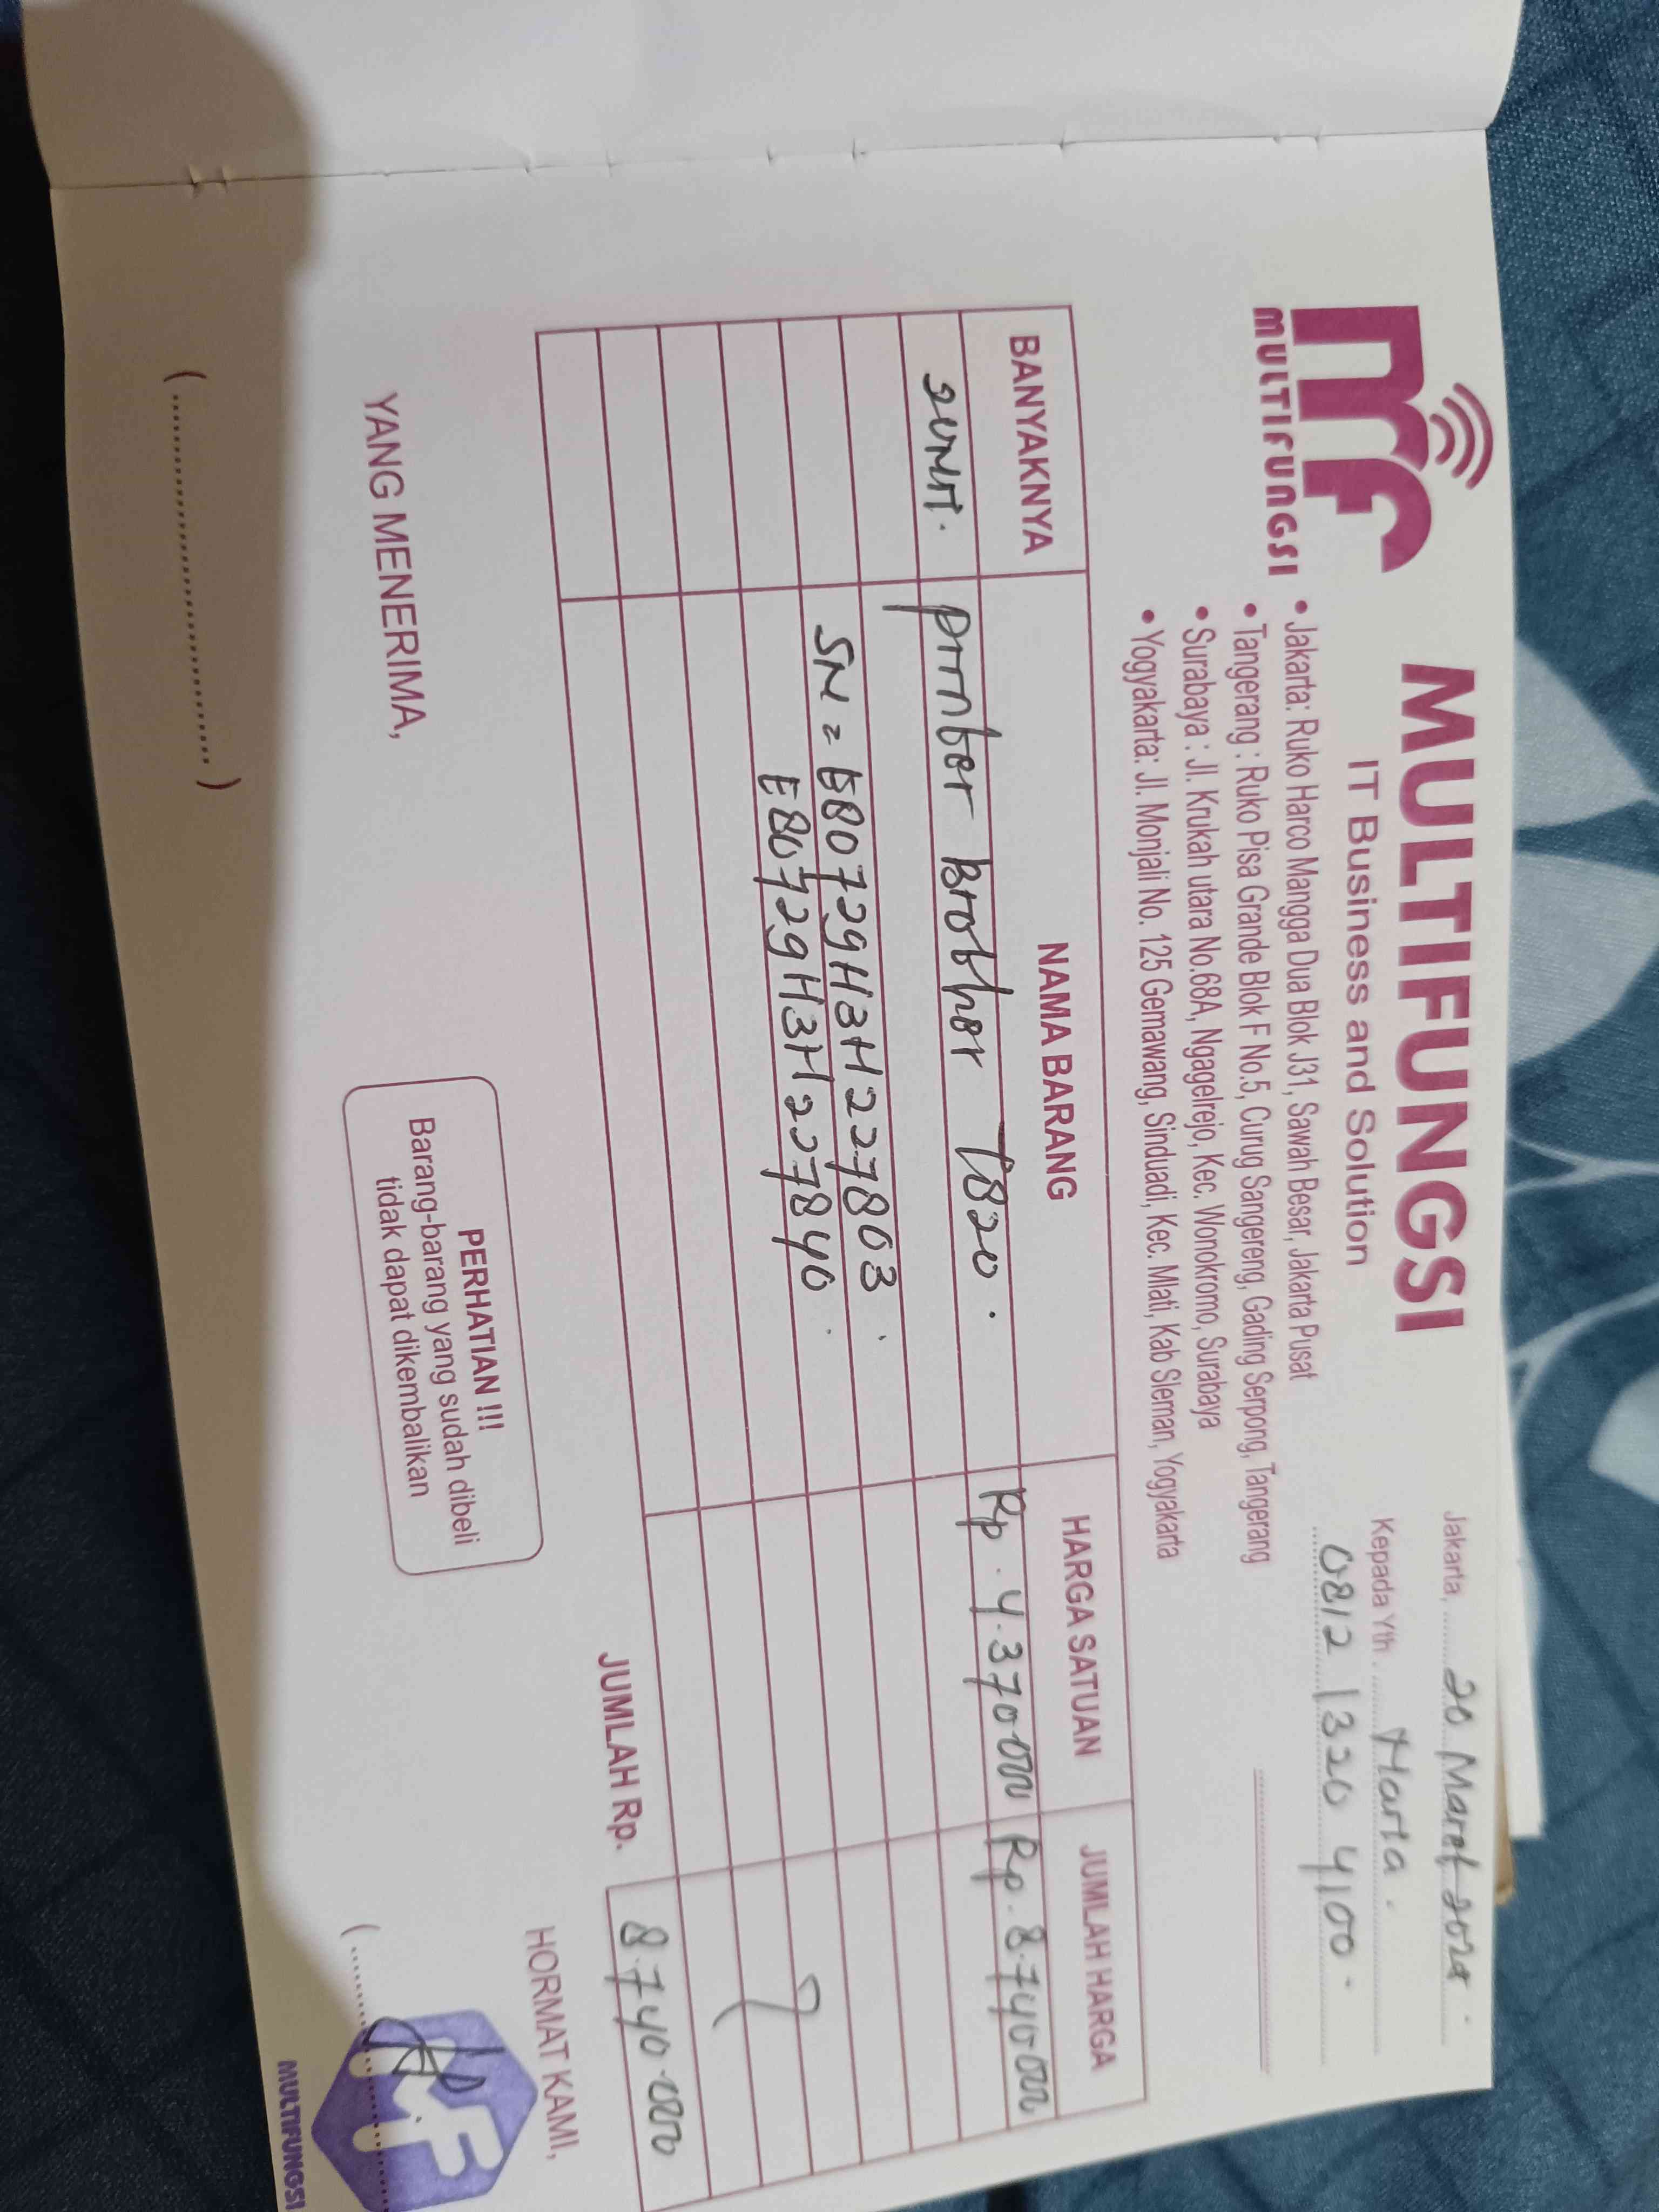 MULTIFUNGSI
MULTIFUNGSI
IT Business and Solution
• Jakarta: Ruko Harco Mangga Dua Blok J31, Sawah Besar, Jakarta Pusat
• Tangerang : Ruko Pisa Grande Blok F No.5, Curug Sangereng, Gading Serpong, Tangerang
• Surabaya : Jl. Krukah utara No.68A, Ngagelrejo, Kec. Wonokromo, Surabaya
• Yogyakarta: Jl. Monjali No. 125 Gemawang, Sinduadi, Kec. Mlati, Kab Sleman, Yogyakarta
Jakarta, 20 Maret 2024
Kepada Yth. Harta.
0812 1320 4100.
BANYAKNYA NAMA BARANG HARGA SATUAN JUMLAH HARGA
2 unit. printer brother T820. Rp. 4.370.000 Rp. 8.740.000
SN = E80729H3H227803
E80729H3H227840
JUMLAH Rp. 8.740.000
YANG MENERIMA,
PERHATIAN !!!
Barang-barang yang sudah dibeli
tidak dapat dikembalikan
HORMAT KAMI,
MULTIFUNGSI